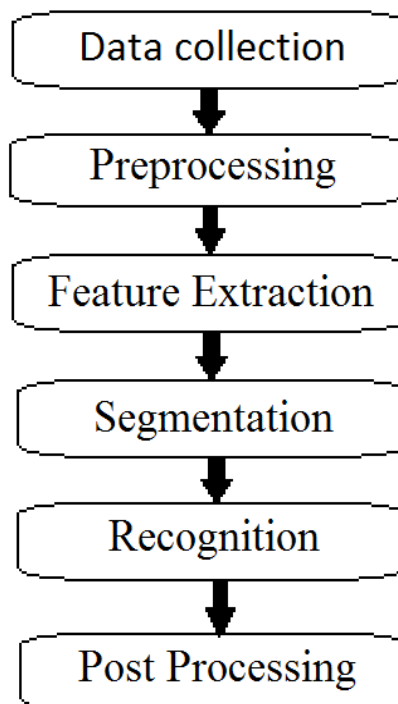 Data collection
Preprocessing
Feature Extraction
Segmentation
Recognition
Post Processing